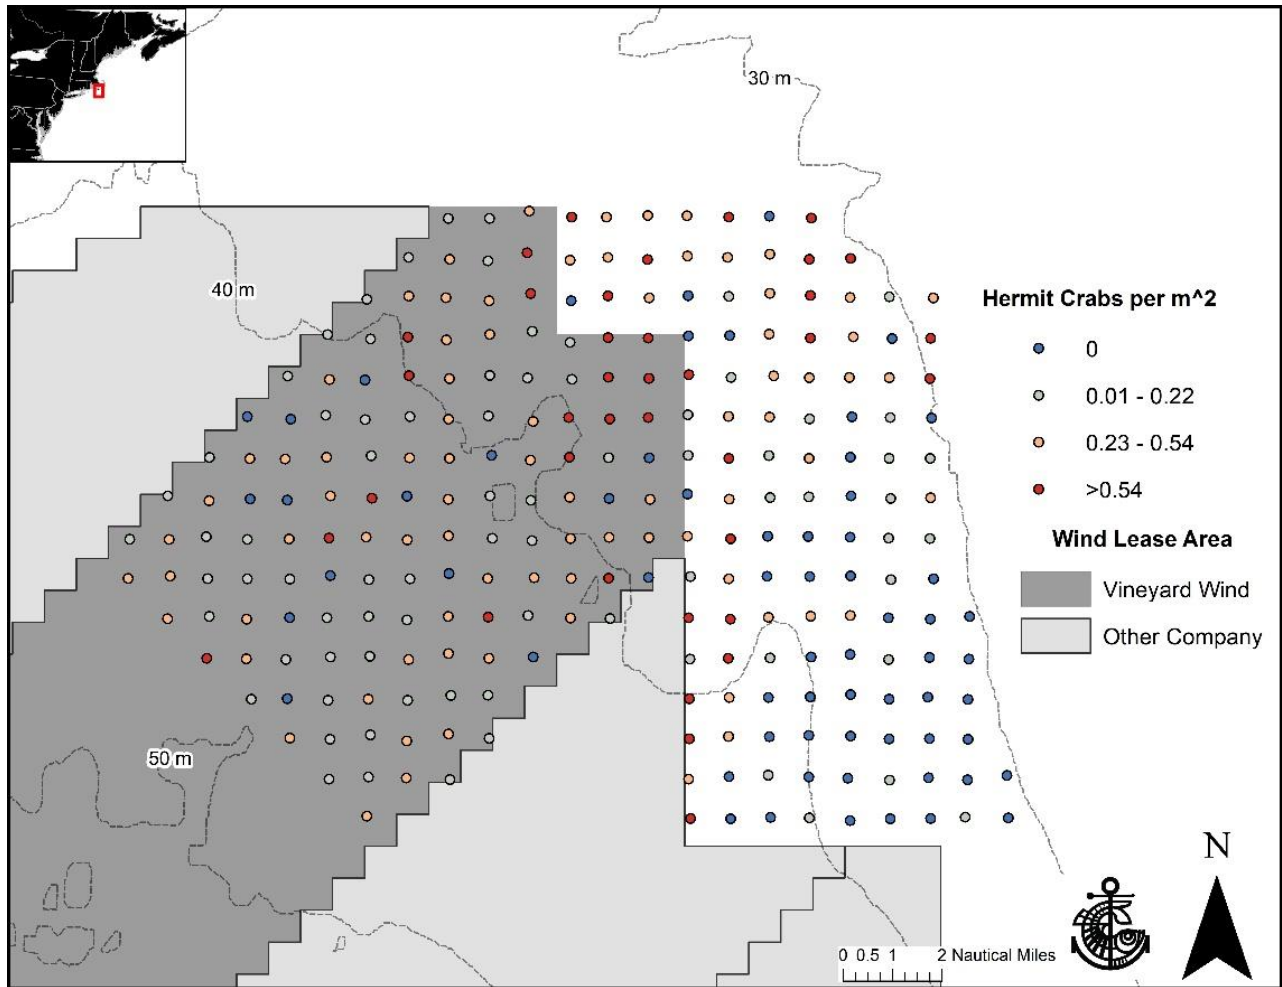 30 m
40 m
Hermit Crabs per m^2
0
0.01 - 0.22
0.23 - 0.54
>0.54
Wind Lease Area
Vineyard Wind
Other Company
50 m
N
0 0.5 1 2 Nautical Miles